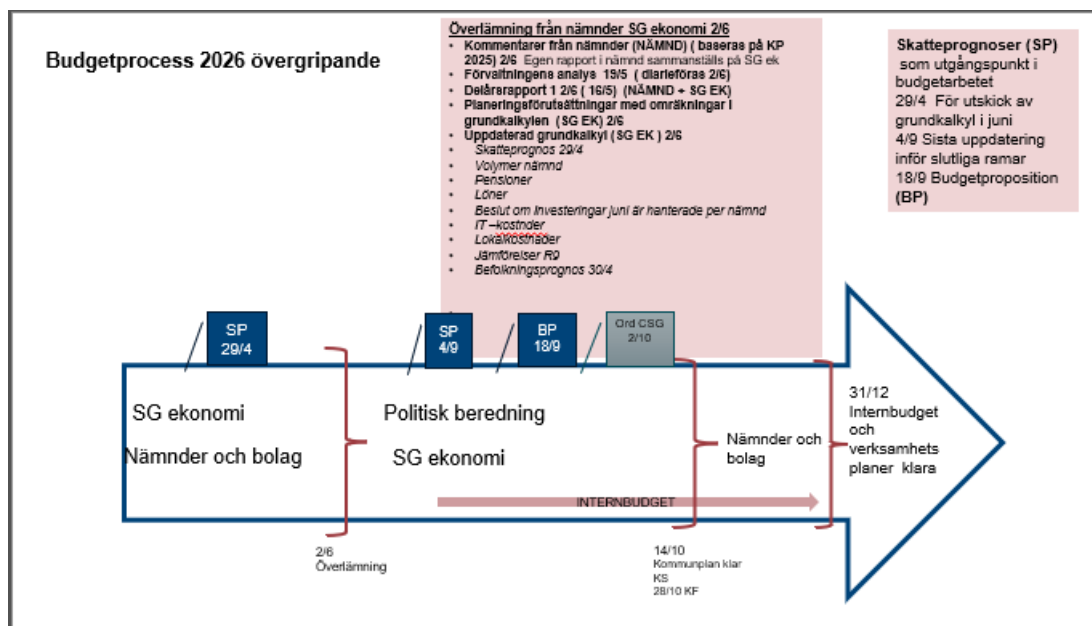 Budgetprocess 2026 övergripande
Överlämning från nämnder SG ekonomi 2/6
• Kommentarer från nämnder (NÄMND) ( baseras på KP
2025) 2/6 Egen rapport i nämnd sammanställs på SG ek
• Förvaltningens analys 19/5 ( diarieföras 2/6)
• Delårsrapport 1 2/6 ( 16/5) (NÄMND + SG EK)
• Planeringsförutsättningar med omräkningar i
grundkalkylen (SG EK) 2/6
• Uppdaterad grundkalkyl (SG EK ) 2/6
• Skatteprognos 29/4
• Volymer nämnd
• Pensioner
• Löner
• Beslut om Investeringar juni är hanterade per nämnd
• IT –kostnder
• Lokalkostnader
• Jämförelser R9
• Befolkningsprognos 30/4
Skatteprognoser (SP)
som utgångspunkt i
budgetarbetet
29/4 För utskick av
grundkalkyl i juni
4/9 Sista uppdatering
inför slutliga ramar
18/9 Budgetproposition
(BP)
SP
29/4
SP
4/9
BP
18/9
Ord CSG
2/10
SG ekonomi
Nämnder och bolag
Politisk beredning
SG ekonomi
INTERNBUDGET
Nämnder och
bolag
31/12
Internbudget
och
verksamhets
planer klara
2/6
Överlämning
14/10
Kommunplan klar
KS
28/10 KF